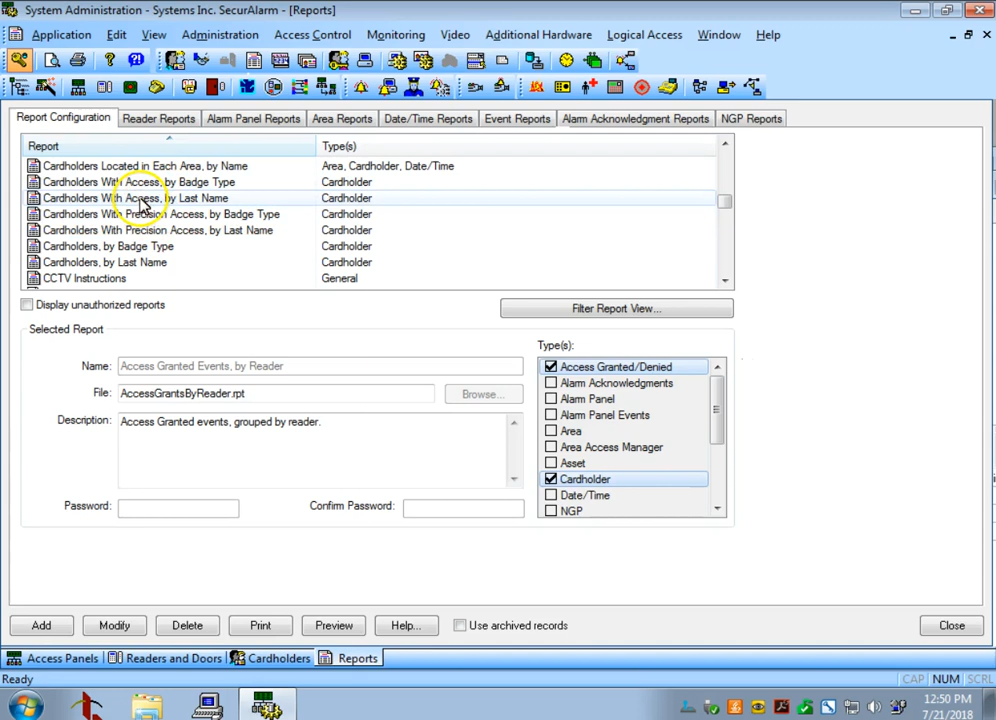 System Administration - Systems Inc. SecurAlarm - [Reports]
Application Edit View Administration Access Control Monitoring Video Additional Hardware Logical Access Window Help
Report Configuration Reader Reports Alarm Panel Reports Area Reports Date/Time Reports Event Reports Alarm Acknowledgment Reports NGP Reports
Report Type(s)
Cardholders Located in Each Area, by Name Area, Cardholder, Date/Time
Cardholders With Access, by Badge Type Cardholder
Cardholders With Access, by Last Name Cardholder
Cardholders With Precision Access, by Badge Type Cardholder
Cardholders With Precision Access, by Last Name Cardholder
Cardholders, by Badge Type Cardholder
Cardholders, by Last Name Cardholder
CCTV Instructions General
Display unauthorized reports Filter Report View...
Selected Report
Type(s):
Name: Access Granted Events, by Reader
File: AccessGrantsByReader.rpt Browse...
Description: Access Granted events, grouped by reader.
Password: Confirm Password:
Access Granted/Denied
Alarm Acknowledgments
Alarm Panel
Alarm Panel Events
Area
Area Access Manager
Asset
Cardholder
Date/Time
NGP
Add Modify Delete Print Preview Help... Use archived records Close
Access Panels Readers and Doors Cardholders Reports
Ready CAP NUM SCRL
12:50 PM
7/21/2018